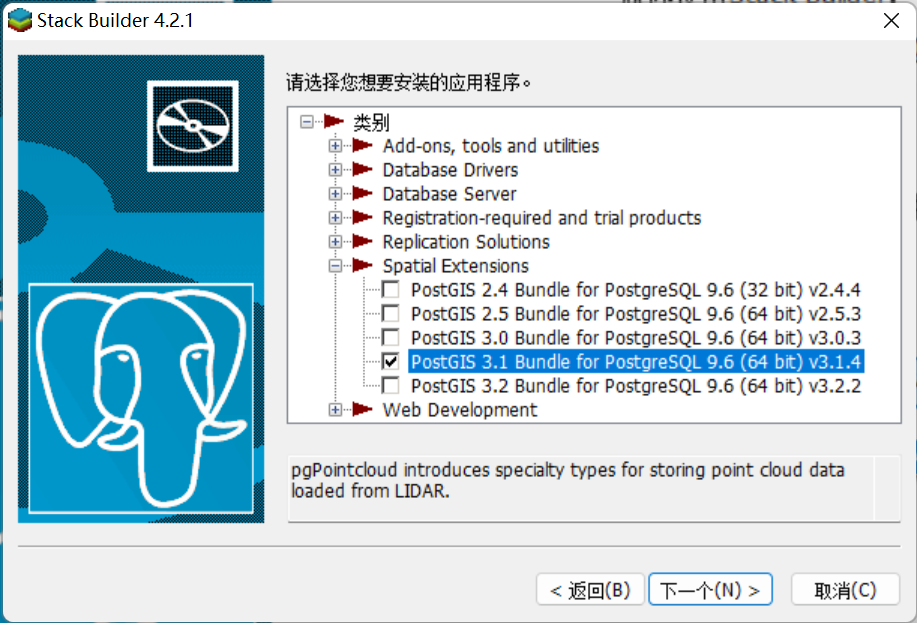 Stack Builder 4.2.1
请选择您想要安装的应用程序。
类别
Add-ons, tools and utilities
Database Drivers
Database Server
Registration-required and trial products
Replication Solutions
Spatial Extensions
PostGIS 2.4 Bundle for PostgreSQL 9.6 (32 bit) v2.4.4
PostGIS 2.5 Bundle for PostgreSQL 9.6 (64 bit) v2.5.3
PostGIS 3.0 Bundle for PostgreSQL 9.6 (64 bit) v3.0.3
PostGIS 3.1 Bundle for PostgreSQL 9.6 (64 bit) v3.1.4
PostGIS 3.2 Bundle for PostgreSQL 9.6 (64 bit) v3.2.2
Web Development
pgPointcloud introduces specialty types for storing point cloud data
loaded from LIDAR.
< 返回(B)
下一个(N) >
取消(C)